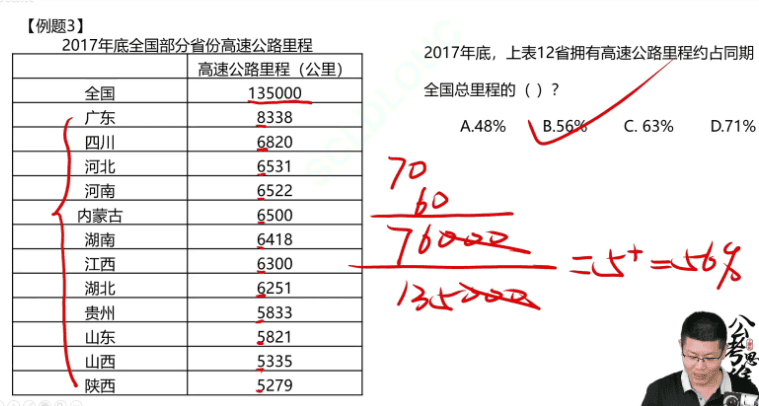 【例题3】
2017年底全国部分省份高速公路里程
高速公路里程（公里）
全国 135000
广东 8338
四川 6820
河北 6531
河南 6522
内蒙古 6500
湖南 6418
江西 6300
湖北 6251
贵州 5833
山东 5821
山西 5335
陕西 5279
2017年底，上表12省拥有高速公路里程约占同期
全国总里程的（ ）？
A.48% B.56% C. 63% D.71%
70
60
76000
135000
=5+=56%
公考思维